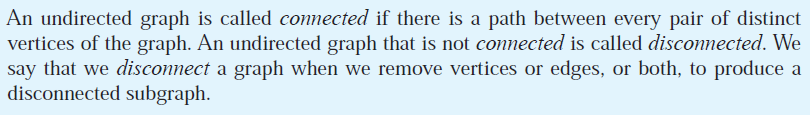 An undirected graph is called connected if there is a path between every pair of distinct
vertices of the graph. An undirected graph that is not connected is called disconnected. We
say that we disconnect a graph when we remove vertices or edges, or both, to produce a
disconnected subgraph.